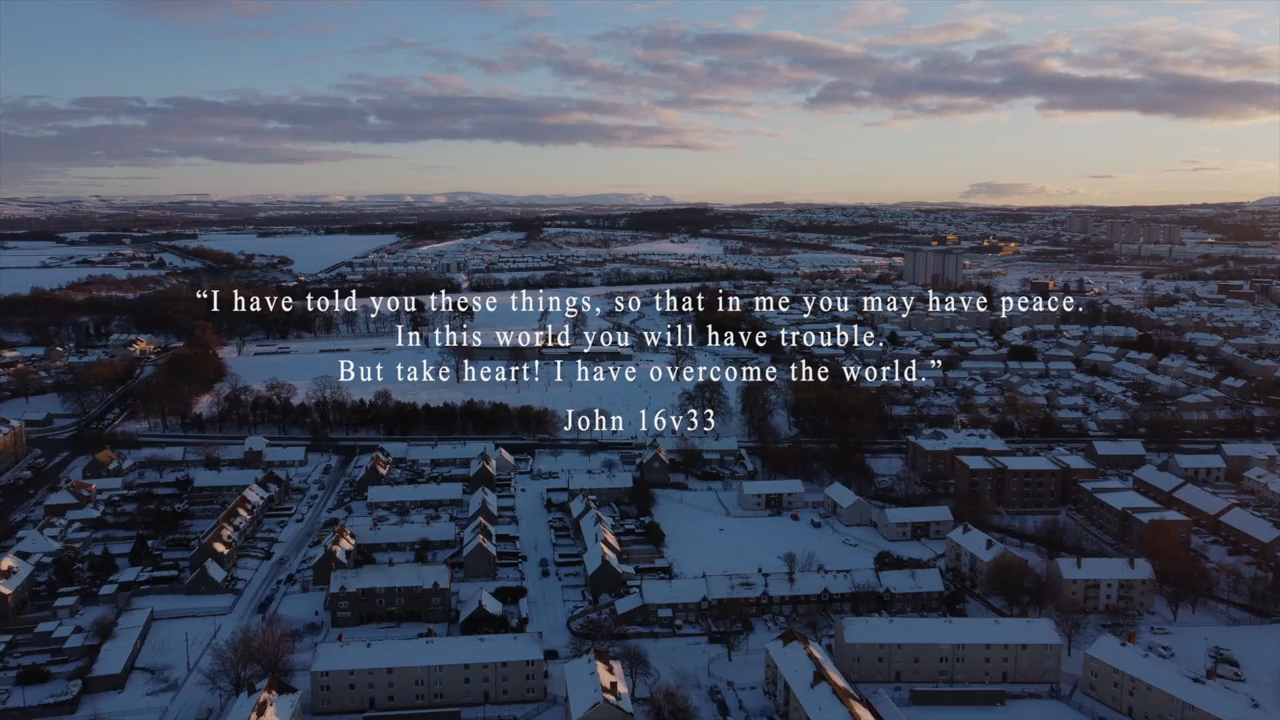 “I have told you these things, so that in me you may have peace.
In this world you will have trouble.
But take heart! I have overcome the world.”
John 16v33